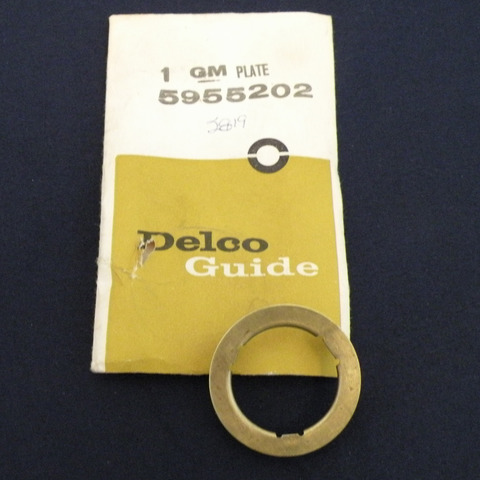 1 GM PLATE
5955202
Delco
Guide